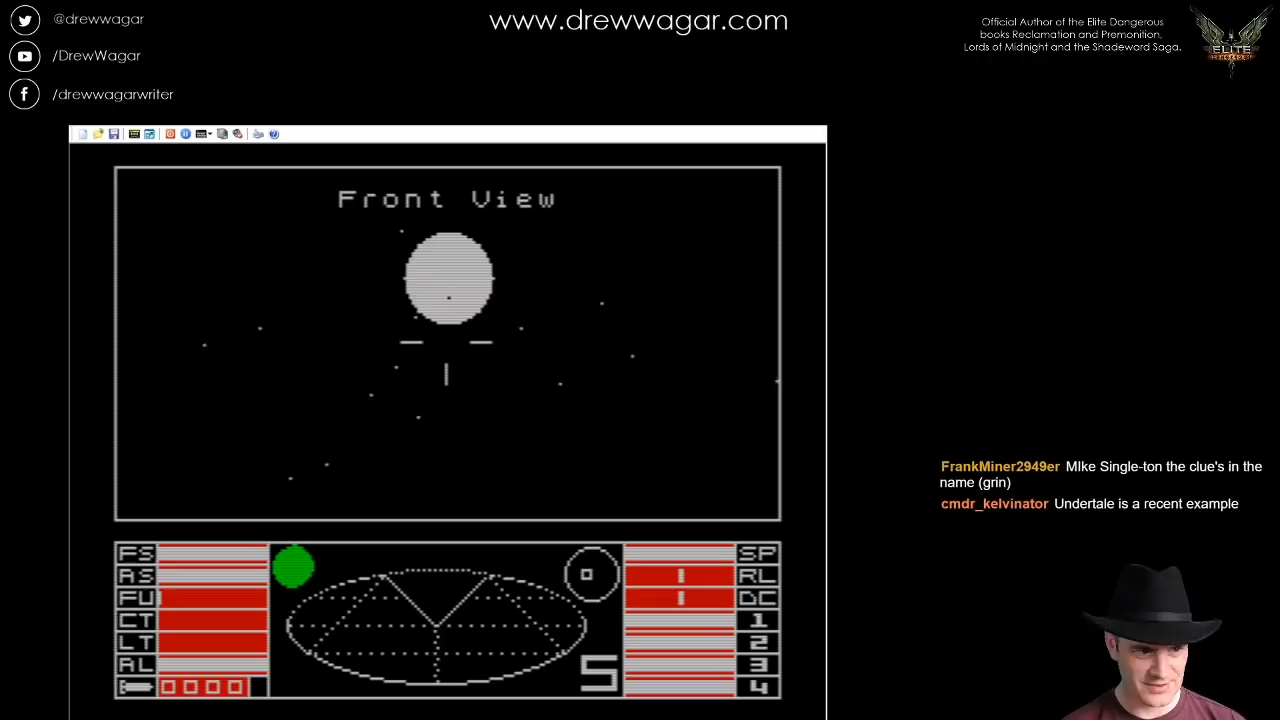 @drewwagar
/DrewWagar
/drewwagarwriter
www.drewwagar.com
Official Author of the Elite Dangerous
books Reclamation and Premonition,
Lords of Midnight and the Shadeward Saga.
ELITE
DANGEROUS
Front View
FS
AS
FU
CT
LT
AL
S
SP
RL
DC
1
2
3
4
FrankMiner2949er MIke Single-ton the clue's in the
name (grin)
cmdr_kelvinator Undertale is a recent example